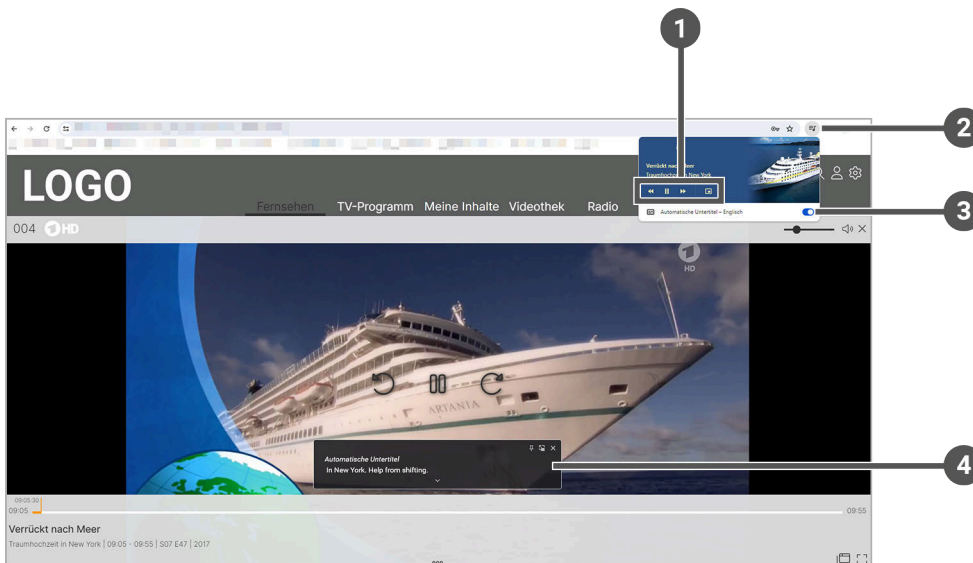 1
2
Verrückt nach Meer
Traumhochzeit in New York
LOGO
Fernsehen TV-Programm Meine Inhalte Videothek Radio
Automatische Untertitel – Englisch
3
004 1 HD
HD
ARTANIA
Automatische Untertitel
In New York, Help from shifting.
4
09:05:30
09:05 09:55
Verrückt nach Meer
Traumhochzeit in New York | 09:05 - 09:55 | S07 E47 | 2017